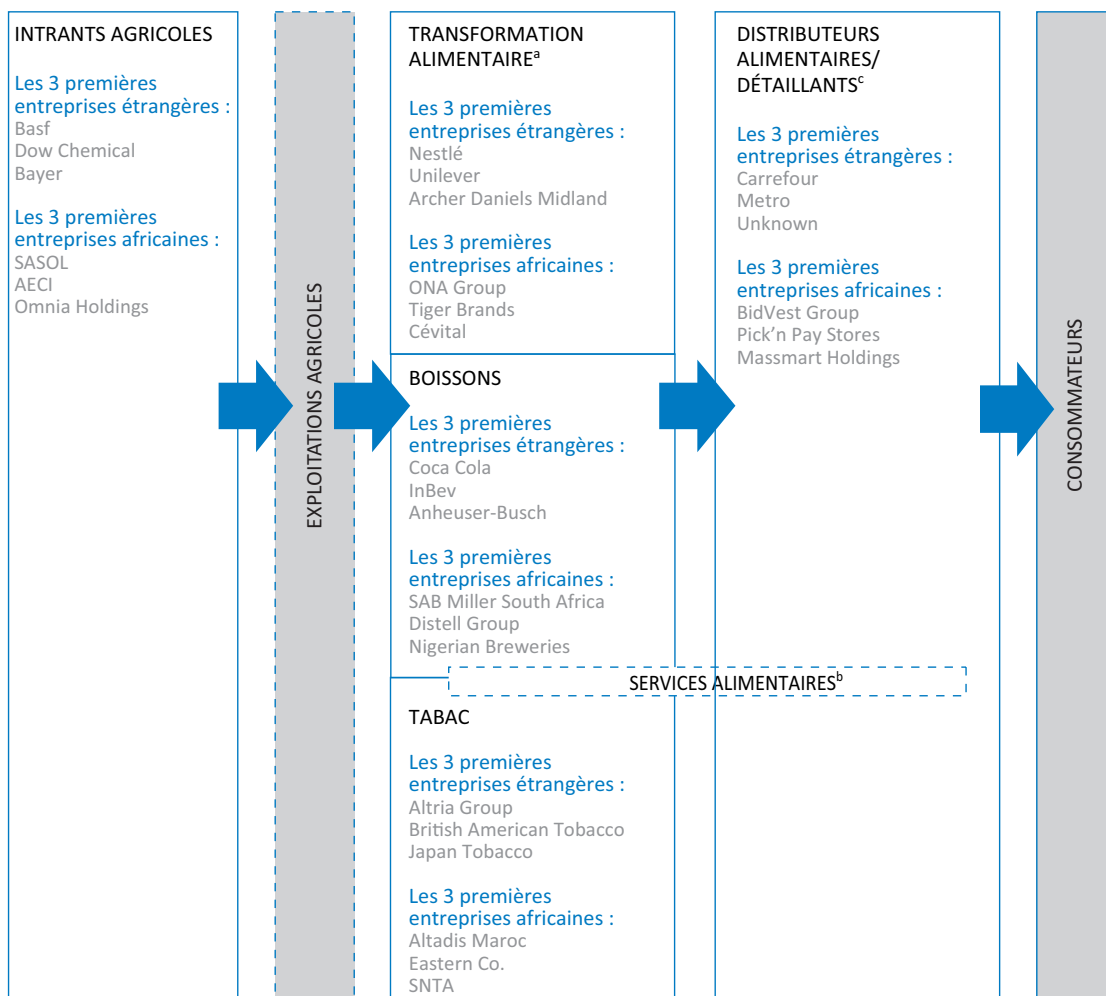 INTRANTS AGRICOLES
Les 3 premières
entreprises étrangères :
Basf
Dow Chemical
Bayer
Les 3 premières
entreprises africaines :
SASOL
AECI
Omnia Holdings
EXPLOITATIONS AGRICOLES
TRANSFORMATION
ALIMENTAIREᵃ
Les 3 premières
entreprises étrangères :
Nestlé
Unilever
Archer Daniels Midland
Les 3 premières
entreprises africaines :
ONA Group
Tiger Brands
Cévital
BOISSONS
Les 3 premières
entreprises étrangères :
Coca Cola
InBev
Anheuser-Busch
Les 3 premières
entreprises africaines :
SAB Miller South Africa
Distell Group
Nigerian Breweries
SERVICES ALIMENTAIRESᵇ
TABAC
Les 3 premières
entreprises étrangères :
Altria Group
British American Tobacco
Japan Tobacco
Les 3 premières
entreprises africaines :
Altadis Maroc
Eastern Co.
SNTA
DISTRIBUTEURS
ALIMENTAIRES/
DÉTAILLANTSᶜ
Les 3 premières
entreprises étrangères :
Carrefour
Metro
Unknown
Les 3 premières
entreprises africaines :
BidVest Group
Pick’n Pay Stores
Massmart Holdings
CONSOMMATEURS